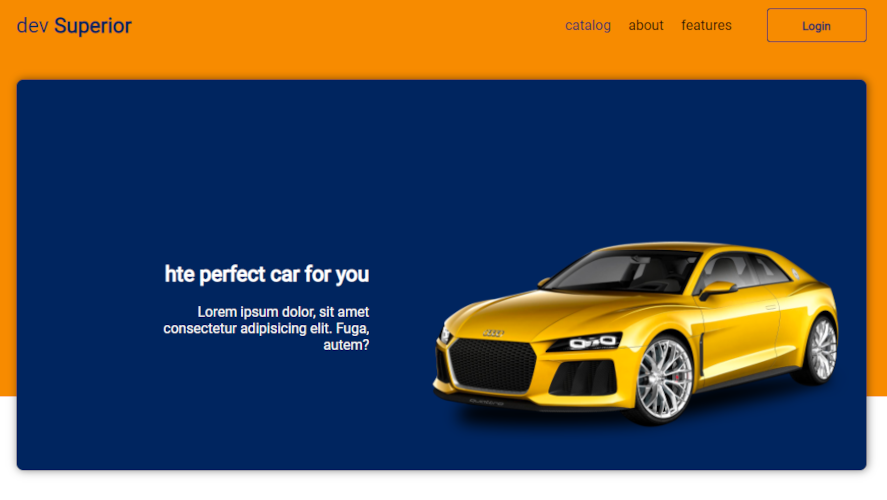 dev Superior
catalog about features Login
hte perfect car for you
Lorem ipsum dolor, sit amet
consectetur adipisicing elit. Fuga,
autem?